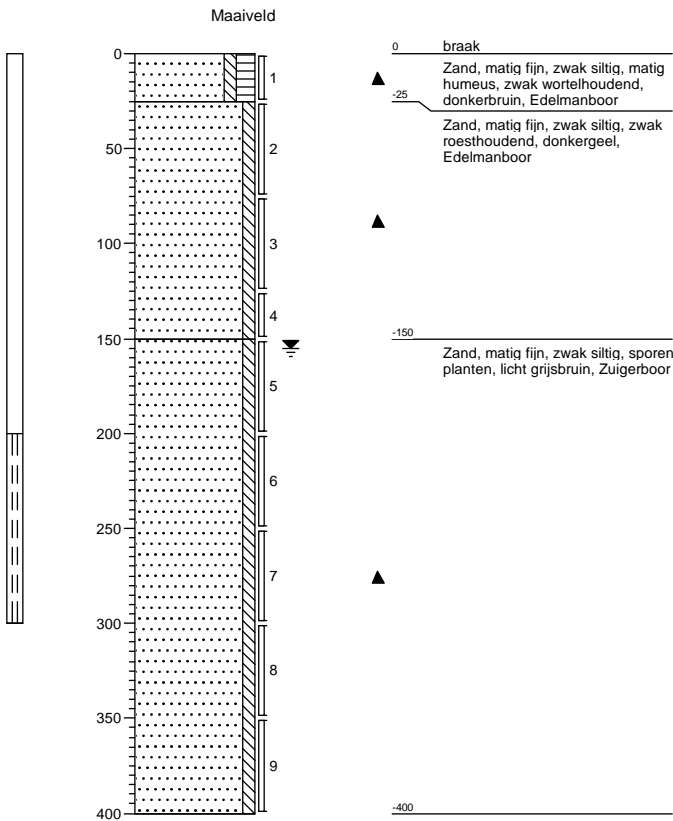 Maaiveld
0
50
100
150
200
250
300
350
400
1
2
3
4
5
6
7
8
9
0
braak
Zand, matig fijn, zwak siltig, matig
humeus, zwak wortelhoudend,
donkerbruin, Edelmanboor
-25
Zand, matig fijn, zwak siltig, zwak
roesthoudend, donkergeel,
Edelmanboor
-150
Zand, matig fijn, zwak siltig, sporen
planten, licht grijsbruin, Zuigerboor
-400